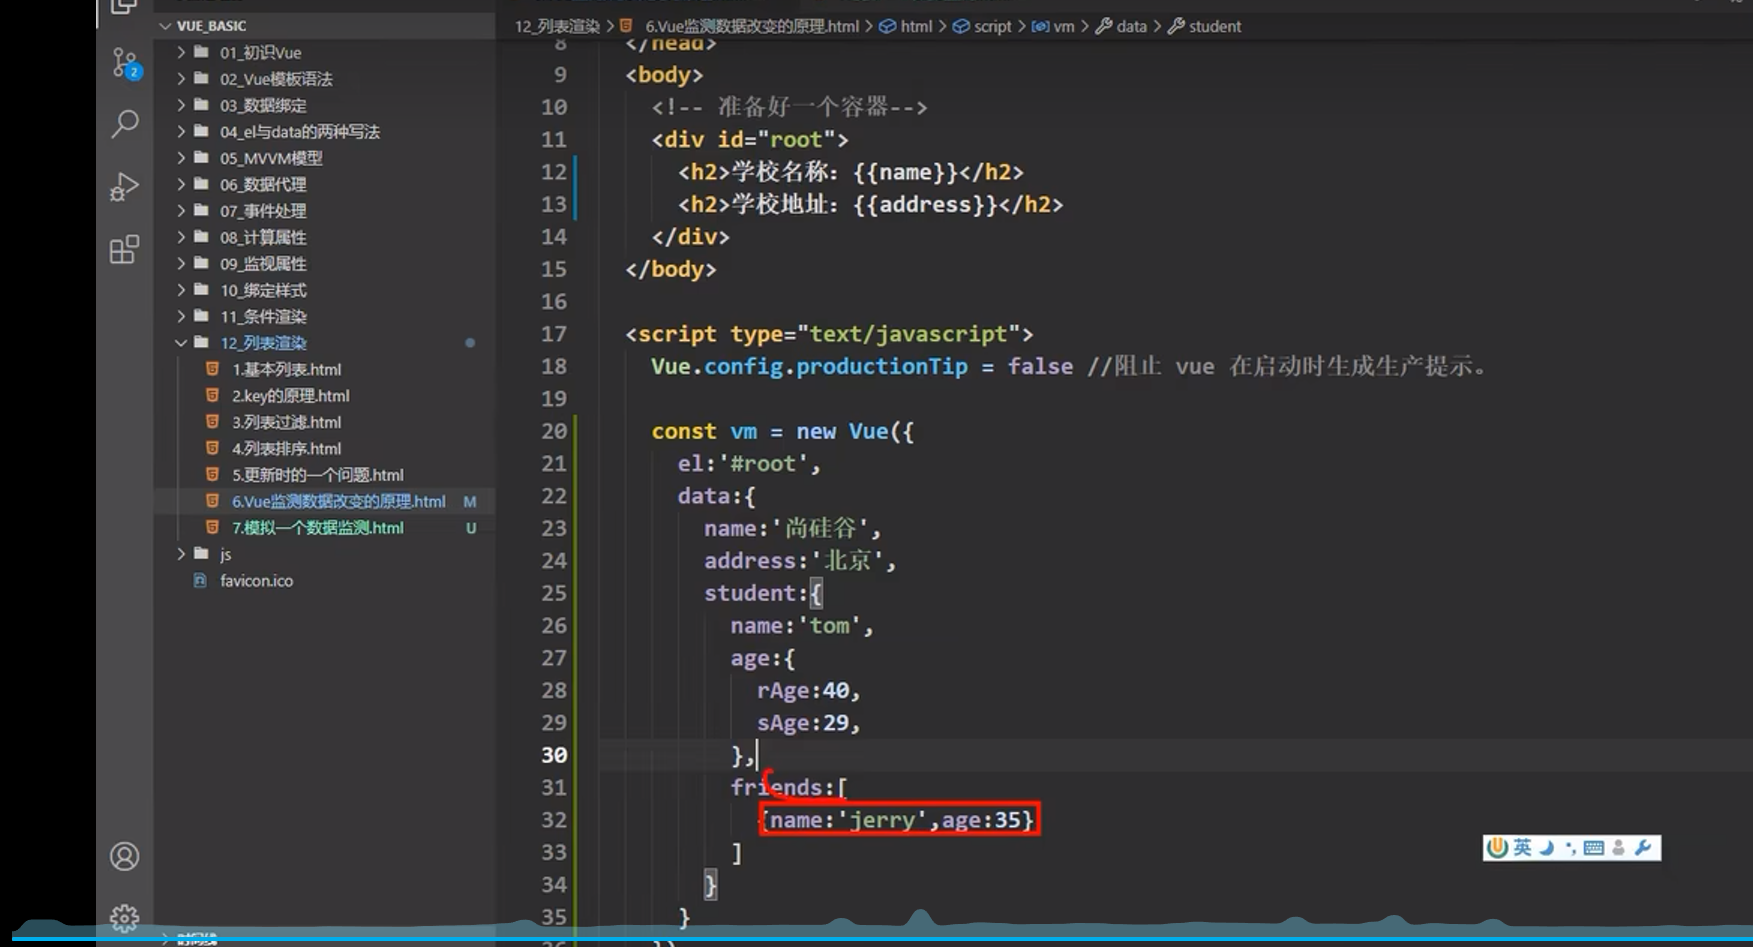 VUE_BASIC
01_初识Vue
02_Vue模板语法
03_数据绑定
04_el与data的两种写法
05_MVVM模型
06_数据代理
07_事件处理
08_计算属性
09_监视属性
10_绑定样式
11_条件渲染
12_列表渲染
1.基本列表.html
2.key的原理.html
3.列表过滤.html
4.列表排序.html
5.更新时的一个问题.html
6.Vue监测数据改变的原理.html M
7.模拟一个数据监测.html U
js
favicon.ico
时间线
2
12_列表渲染 > 6.Vue监测数据改变的原理.html > html > script > vm > data > student
8 </head>
9 <body>
10 <!-- 准备好一个容器-->
11 <div id="root">
12 <h2>学校名称：{{name}}</h2>
13 <h2>学校地址：{{address}}</h2>
14 </div>
15 </body>
16
17 <script type="text/javascript">
18 Vue.config.productionTip = false //阻止 vue 在启动时生成生产提示。
19
20 const vm = new Vue({
21 el:'#root',
22 data:{
23 name:'尚硅谷',
24 address:'北京',
25 student:{
26 name:'tom',
27 age:{
28 rAge:40,
29 sAge:29,
30 },
31 friends:[
32 {name:'jerry',age:35}
33 ]
34 }
35 }
英